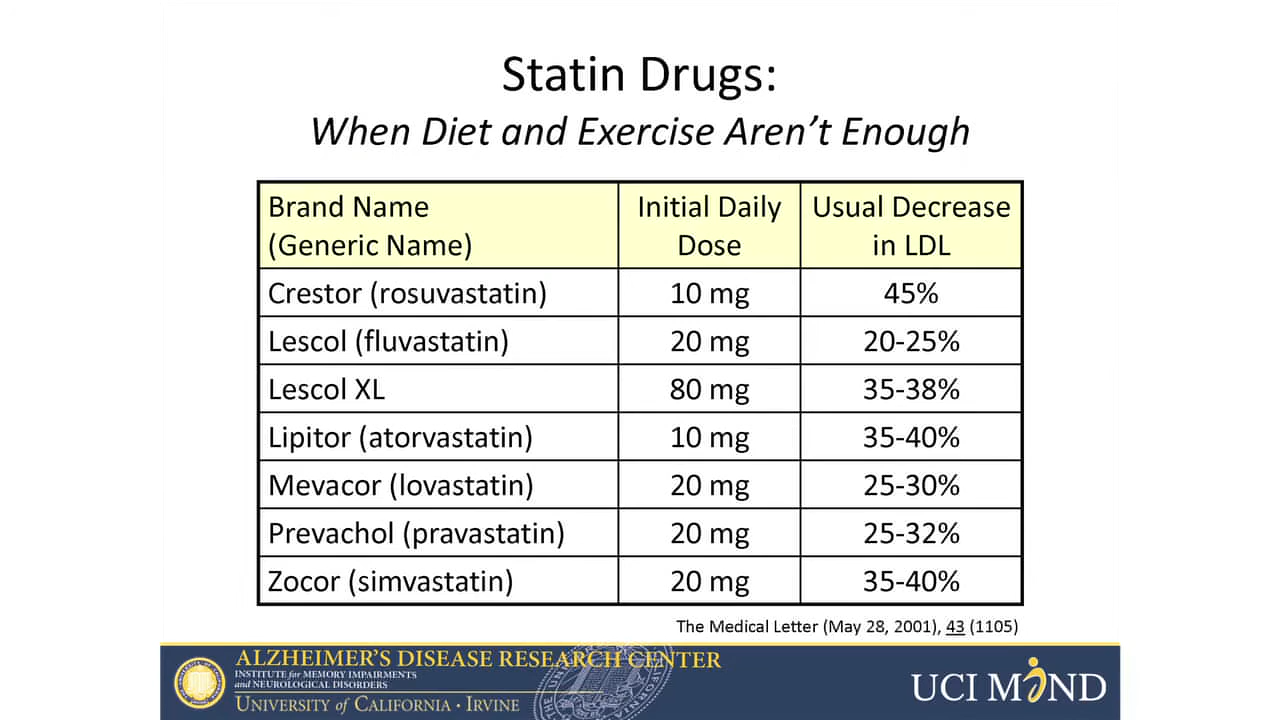 Statin Drugs:
When Diet and Exercise Aren't Enough
Brand Name (Generic Name) Initial Daily Dose Usual Decrease in LDL
Crestor (rosuvastatin) 10 mg 45%
Lescol (fluvastatin) 20 mg 20-25%
Lescol XL 80 mg 35-38%
Lipitor (atorvastatin) 10 mg 35-40%
Mevacor (lovastatin) 20 mg 25-30%
Prevachol (pravastatin) 20 mg 25-32%
Zocor (simvastatin) 20 mg 35-40%
The Medical Letter (May 28, 2001), 43 (1105)
ALZHEIMER'S DISEASE RESEARCH CENTER
INSTITUTE for MEMORY IMPAIRMENTS
and NEUROLOGICAL DISORDERS
UNIVERSITY of CALIFORNIA • IRVINE
UCI MIND